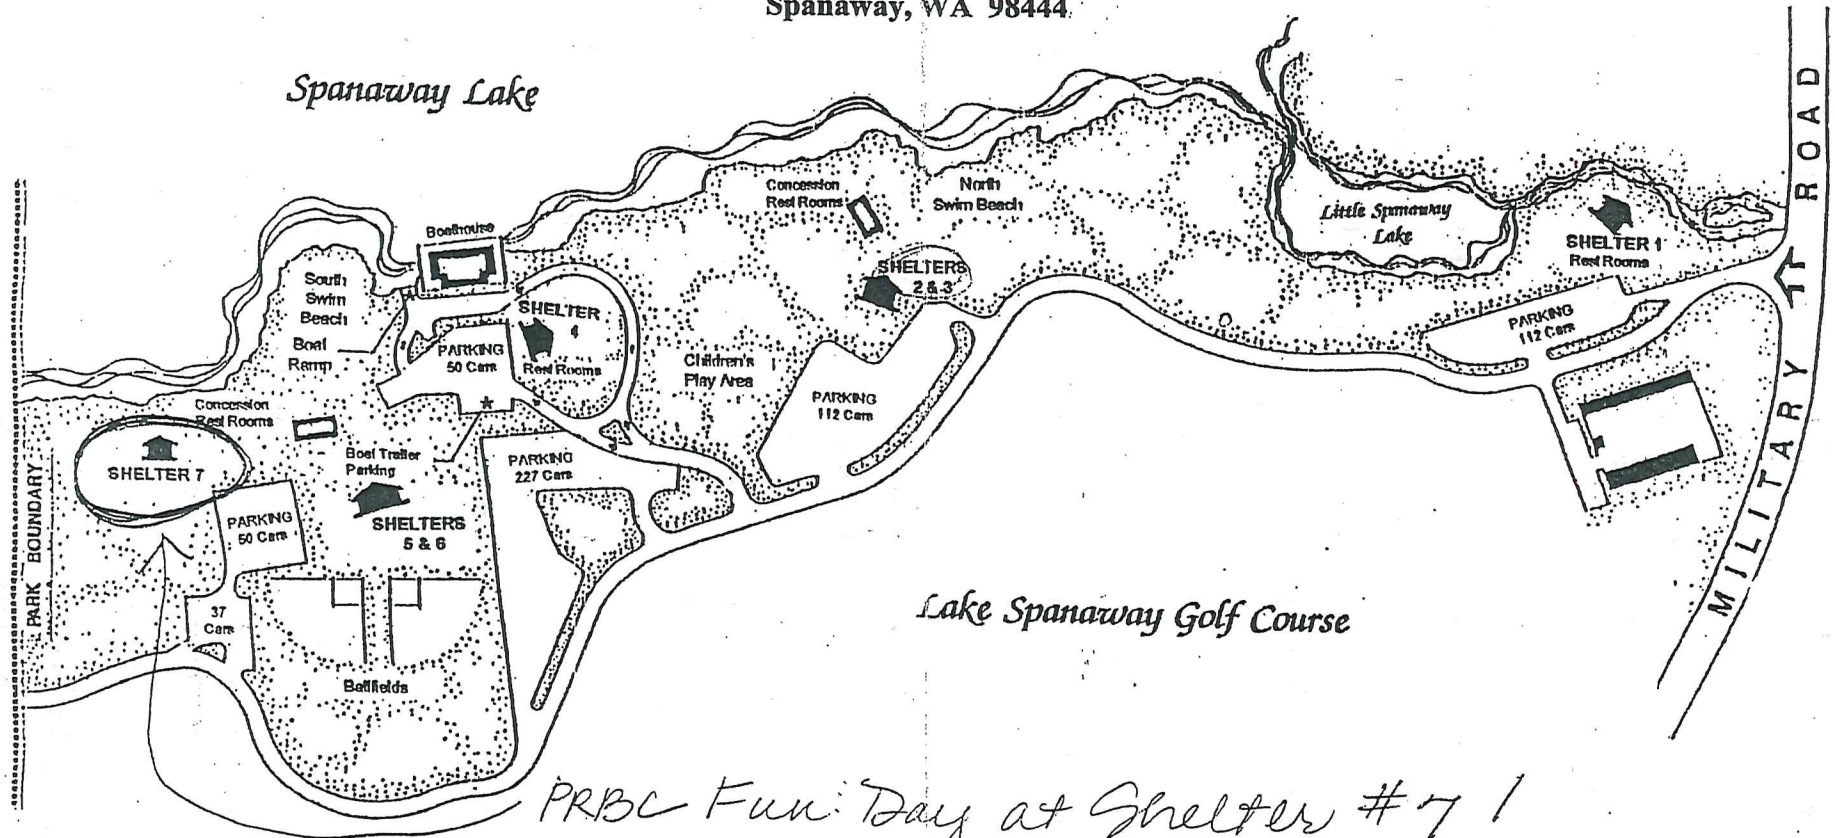 Spanaway, WA 98444
Spanaway Lake
Boathouse
South
Swim
Beach
Boat
Ramp
SHELTER
4
Rest Rooms
PARKING
50 Cars
Concession
Rest Rooms
North
Swim Beach
SHELTERS
2 & 3
Children's
Play Area
PARKING
112 Cars
Little Spanaway
Lake
SHELTER 1
Rest Rooms
PARKING
112 Cars
MILITARY ROAD
Concession
Rest Rooms
SHELTER 7
Boat Trailer
Parking
PARKING
227 Cars
SHELTERS
5 & 6
PARKING
50 Cars
37
Cars
PARK BOUNDARY
Ballfields
Lake Spanaway Golf Course
PRBC Fun Day at Shelter #7!